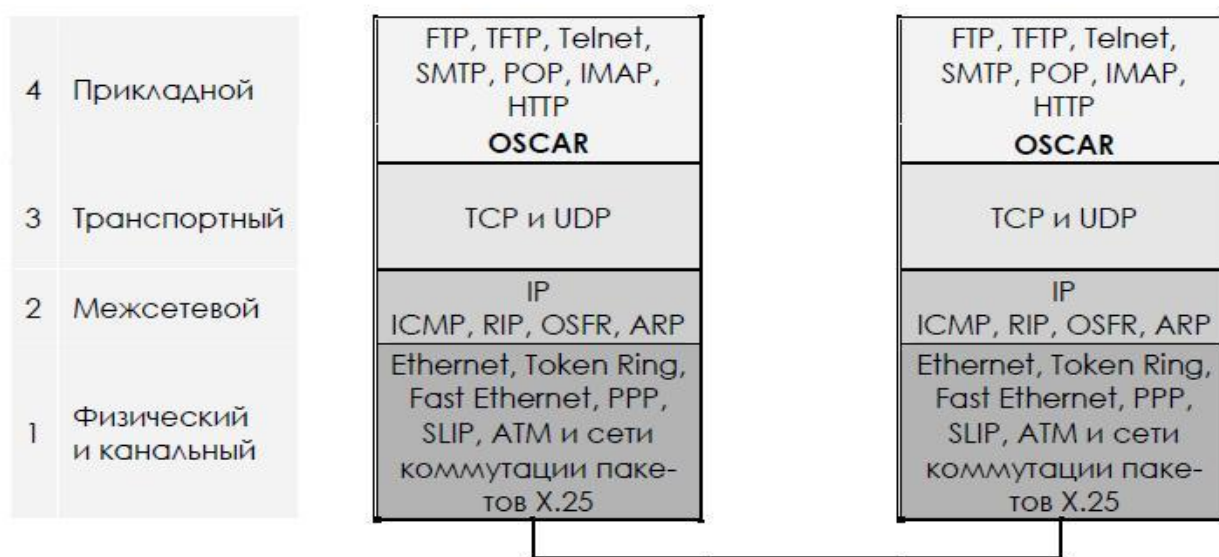 4 Прикладной
FTP, TFTP, Telnet,
SMTP, POP, IMAP,
HTTP
OSCAR
FTP, TFTP, Telnet,
SMTP, POP, IMAP,
HTTP
OSCAR
3 Транспортный
TCP и UDP
TCP и UDP
2 Межсетевой
IP
ICMP, RIP, OSFR, ARP
IP
ICMP, RIP, OSFR, ARP
1 Физический
и канальный
Ethernet, Token Ring,
Fast Ethernet, PPP,
SLIP, ATM и сети
коммутации паке-
тов X.25
Ethernet, Token Ring,
Fast Ethernet, PPP,
SLIP, ATM и сети
коммутации паке-
тов X.25